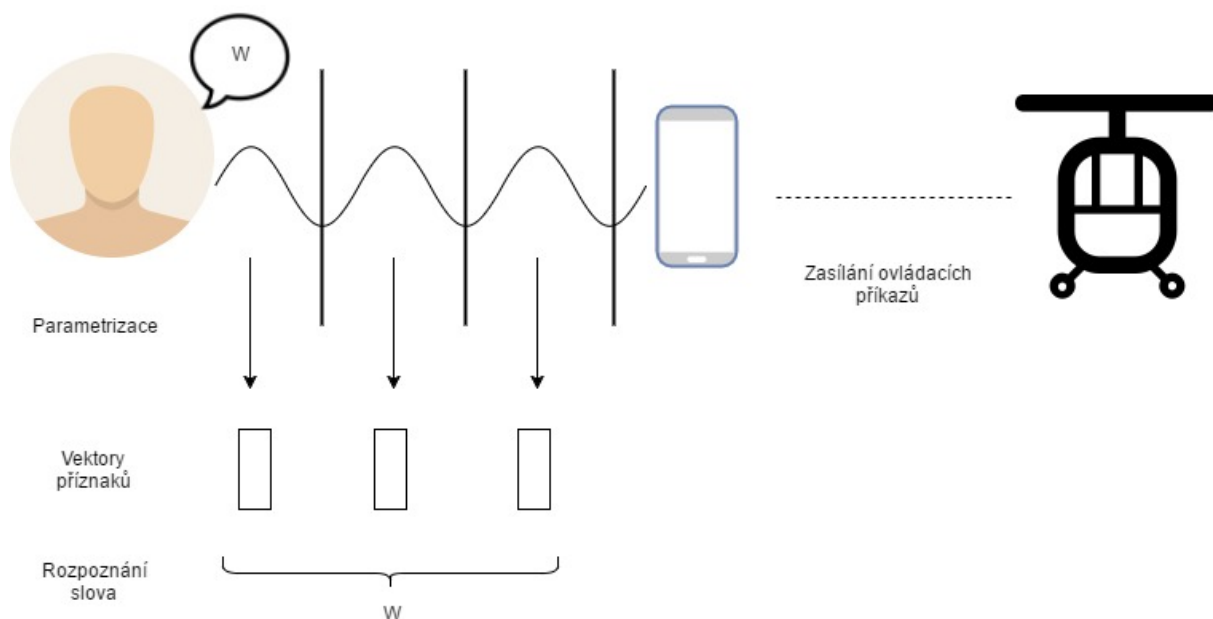 W
Zasílání ovládacích
příkazů
Parametrizace
Vektory
příznaků
Rozpoznání
slova
W